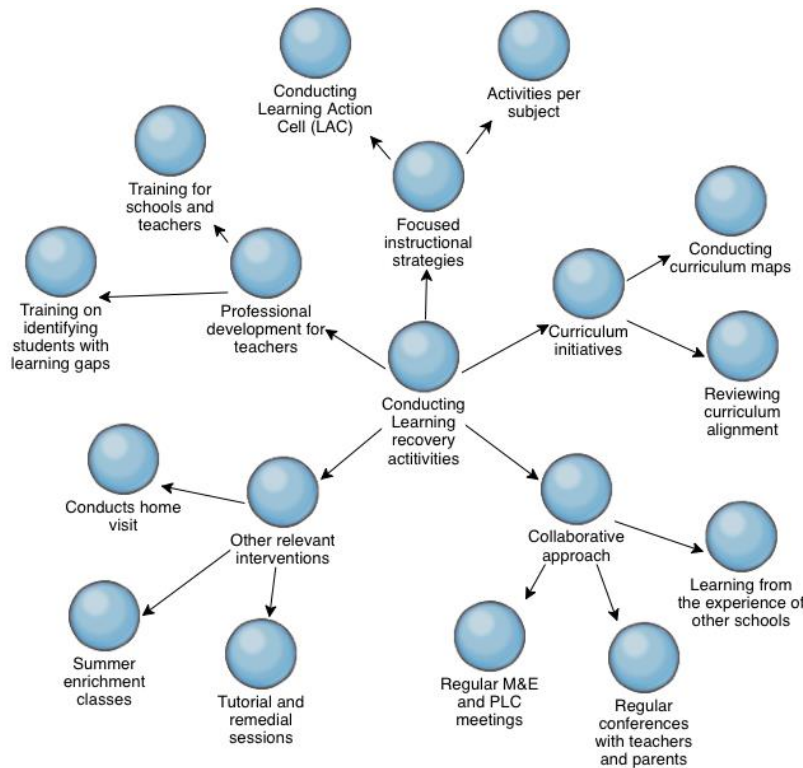 Conducting
Learning Action
Cell (LAC)
Activities per
subject
Training for
schools and
teachers
Focused
instructional
strategies
Conducting
curriculum maps
Training on
identifying
students with
learning gaps
Professional
development for
teachers
Curriculum
initiatives
Reviewing
curriculum
alignment
Conducting
Learning
recovery
actitivities
Conducts home
visit
Other relevant
interventions
Collaborative
approach
Learning from
the experience of
other schools
Summer
enrichment
classes
Tutorial and
remedial
sessions
Regular M&E
and PLC
meetings
Regular
conferences
with teachers
and parents